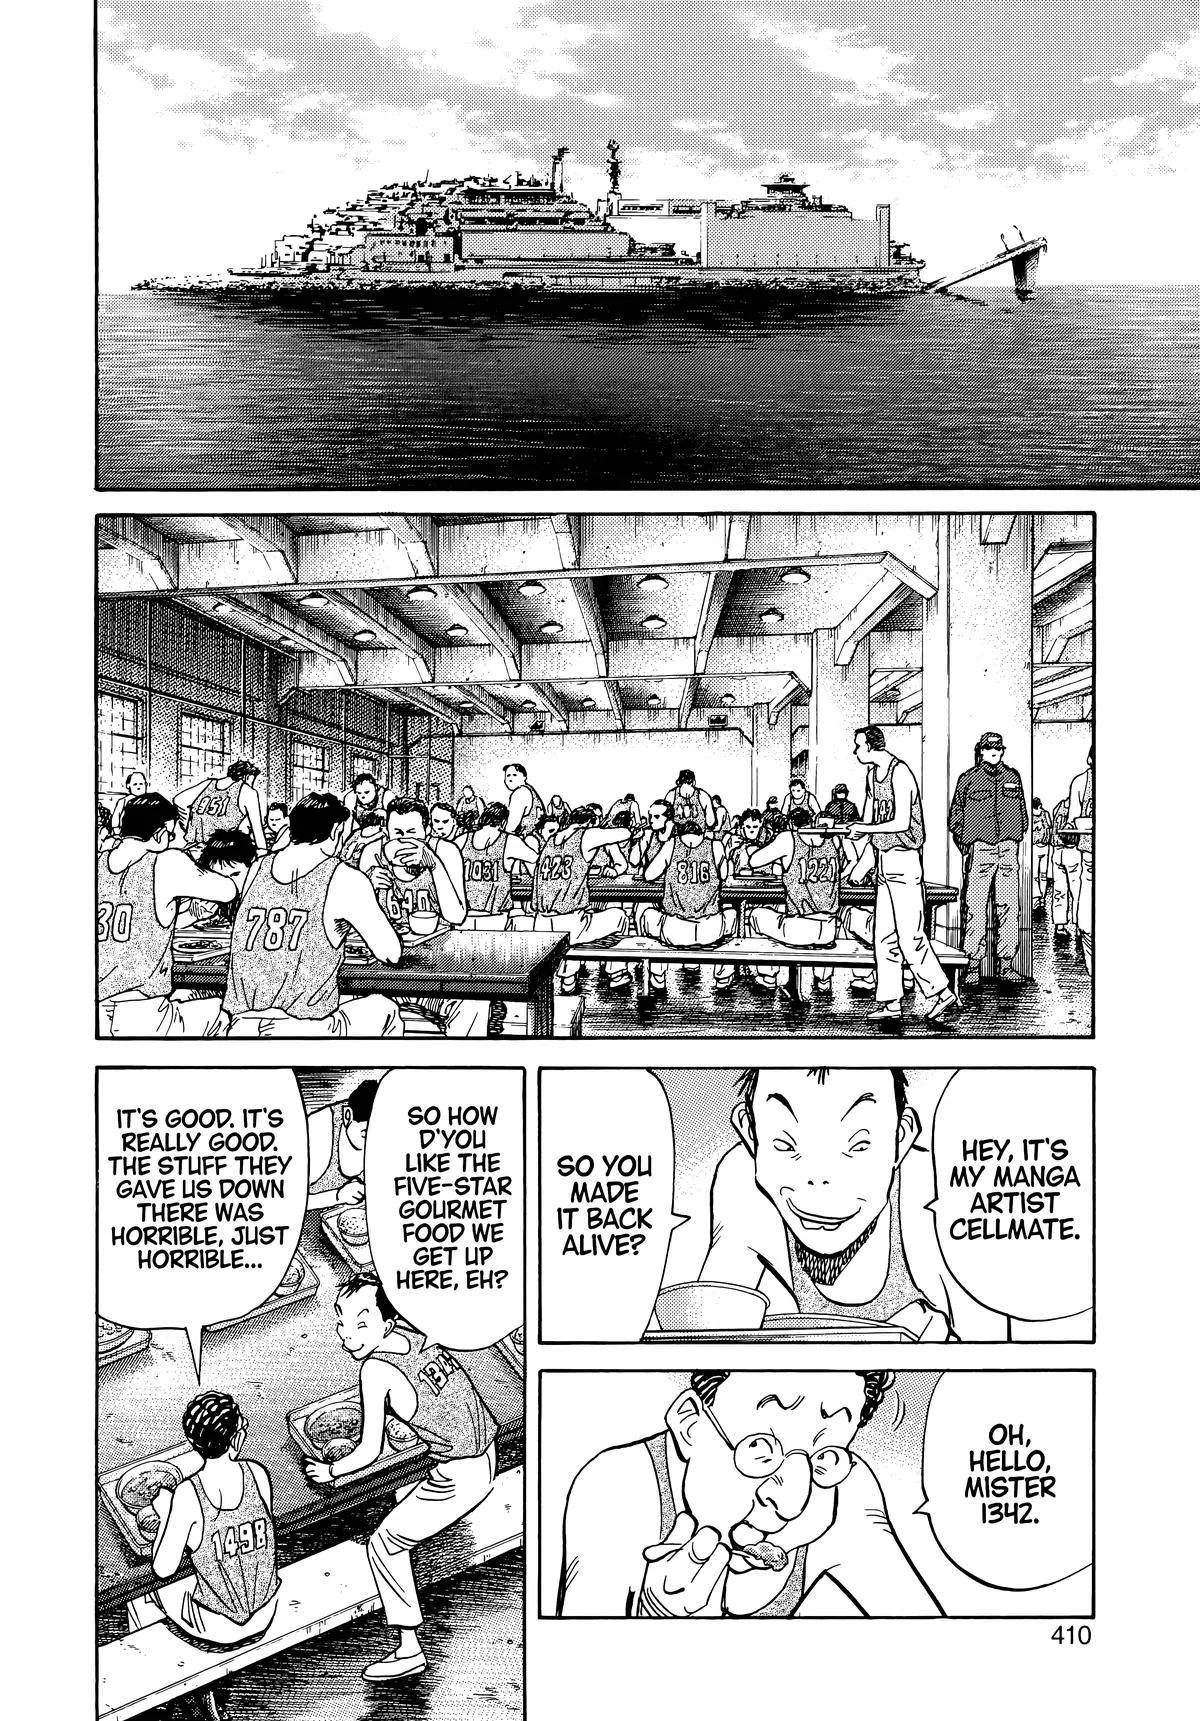 951
30
787
630
1031
423
816
1221
HEY, IT'S
MY MANGA
ARTIST
CELLMATE.
SO YOU
MADE
IT BACK
ALIVE?
OH,
HELLO,
MISTER
1342.
SO HOW
D'YOU
LIKE THE
FIVE-STAR
GOURMET
FOOD WE
GET UP
HERE, EH?
IT'S GOOD. IT'S
REALLY GOOD.
THE STUFF THEY
GAVE US DOWN
THERE WAS
HORRIBLE, JUST
HORRIBLE...
1498
410